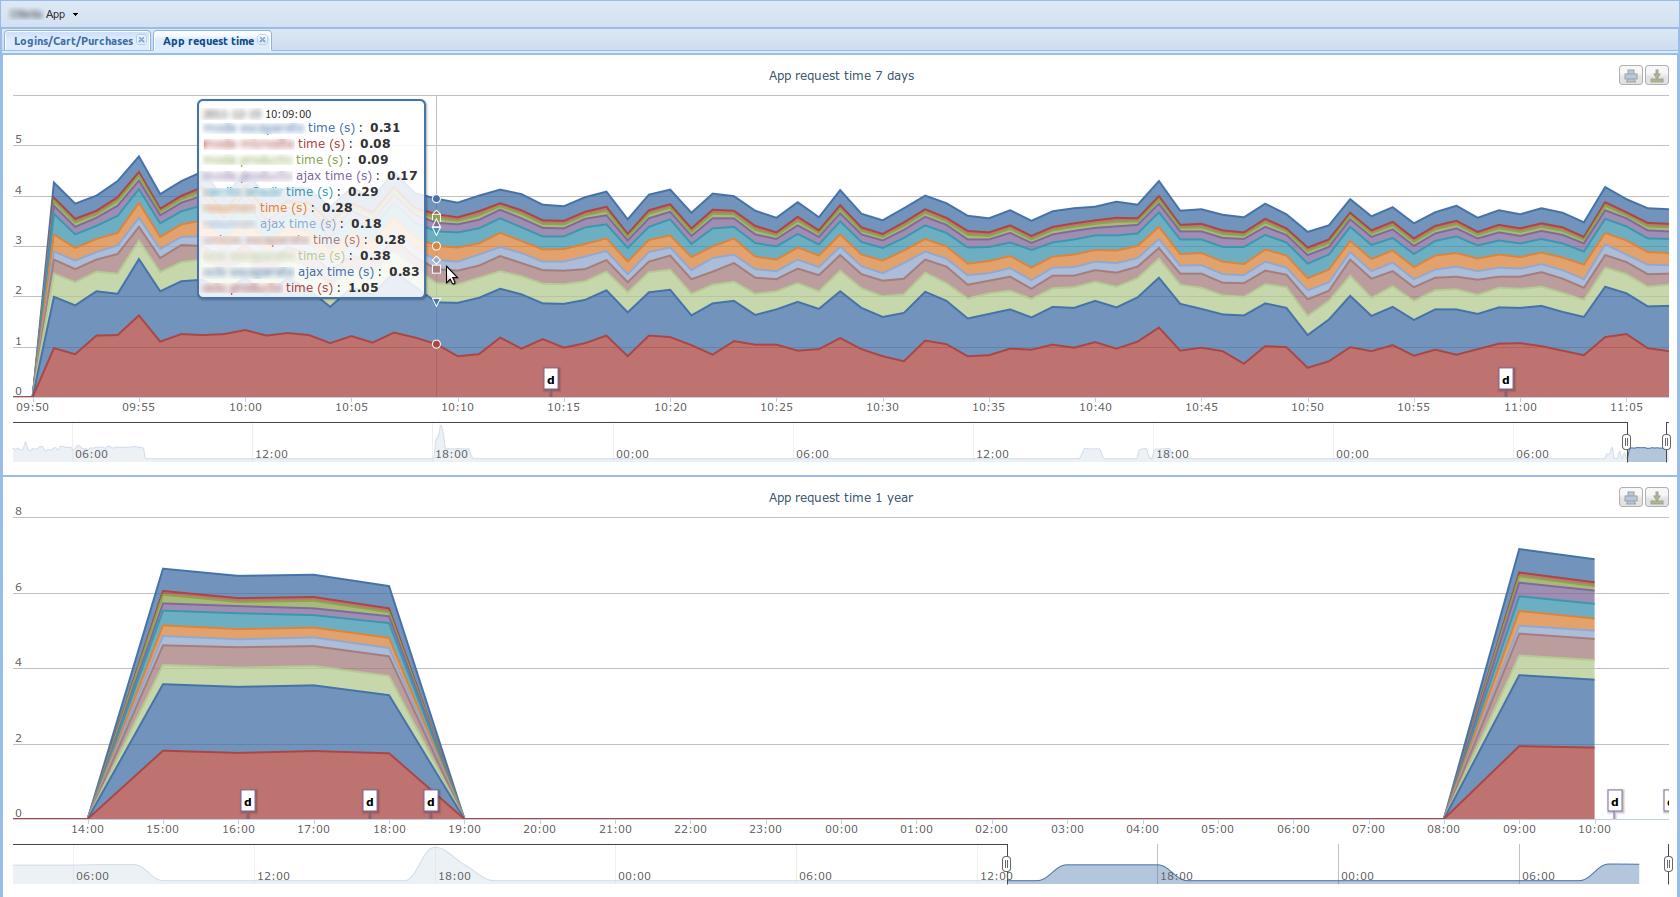 App
Logins/Cart/Purchases
App request time
App request time 7 days
10:09:00
time (s) : 0.31
time (s) : 0.08
time (s) : 0.09
ajax time (s) : 0.17
time (s) : 0.29
time (s) : 0.28
ajax time (s) : 0.18
time (s) : 0.28
time (s) : 0.38
ajax time (s) : 0.83
time (s) : 1.05
5
4
3
2
1
0
d
d
09:50 09:55 10:00 10:05 10:10 10:15 10:20 10:25 10:30 10:35 10:40 10:45 10:50 10:55 11:00 11:05
06:00 12:00 18:00 00:00 06:00 12:00 18:00 00:00 06:00
App request time 1 year
8
6
4
2
0
d d d d
14:00 15:00 16:00 17:00 18:00 19:00 20:00 21:00 22:00 23:00 00:00 01:00 02:00 03:00 04:00 05:00 06:00 07:00 08:00 09:00 10:00
06:00 12:00 18:00 00:00 06:00 12:00 18:00 00:00 06:00